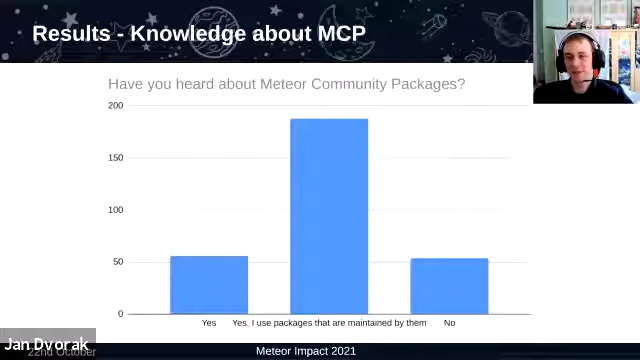 Results - Knowledge about MCP
Have you heard about Meteor Community Packages?
200
150
100
50
0
Yes
Yes, I use packages that are maintained by them
No
Jan Dvorak
22nd October
Meteor Impact 2021